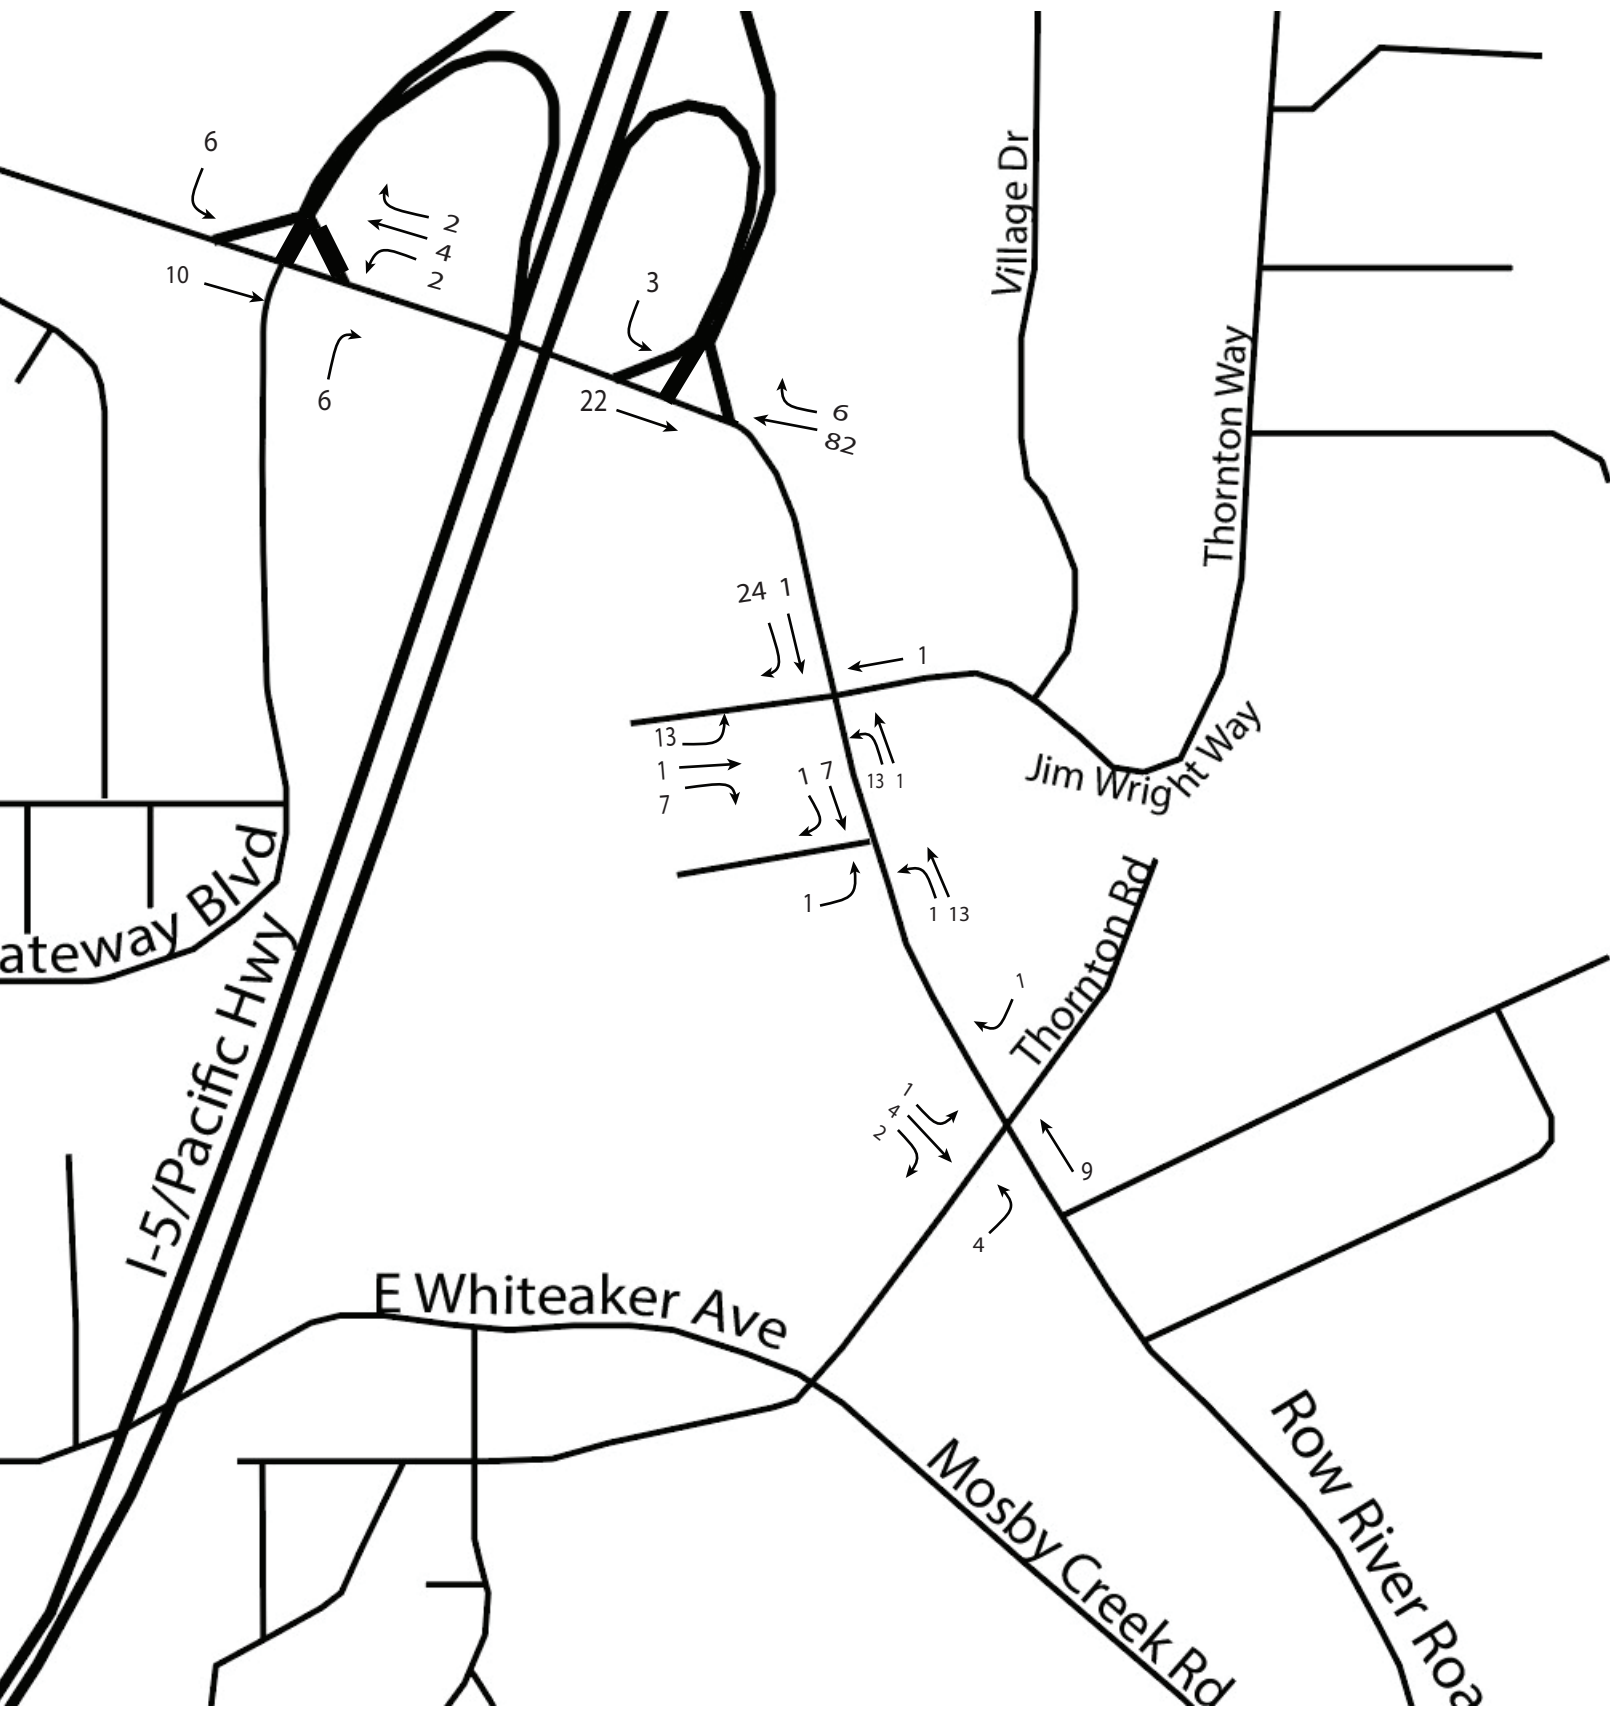 6
Village Dr
2
4
10
2
3
6
22
6
82
Thornton Way
24 1
1
13
1
7
1 7
13 1
Jim Wright Way
ateway Blvd
1
1 13
Thornton Rd
I-5/Pacific Hwy
1
1
4
2
9
4
E Whiteaker Ave
Mosby Creek Rd
Row River Roa